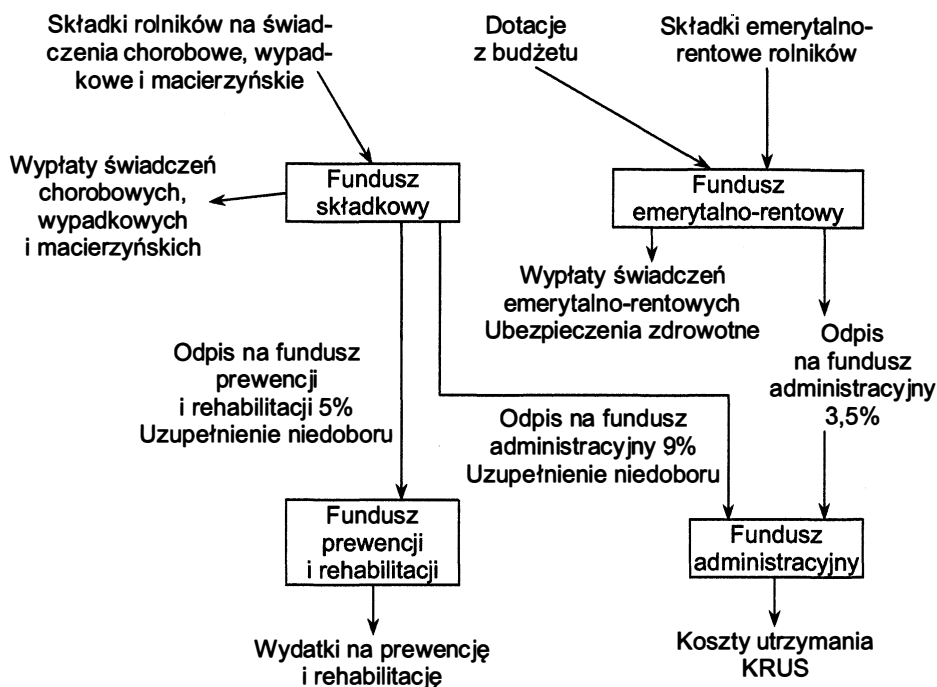 Składki rolników na świad-
czenia chorobowe, wypad-
kowe i macierzyńskie
Dotacje
z budżetu
Składki emerytalno-
rentowe rolników
Wypłaty świadczeń
chorobowych,
wypadkowych
i macierzyńskich
Fundusz
składkowy
Fundusz
emerytalno-rentowy
Wypłaty świadczeń
emerytalno-rentowych
Ubezpieczenia zdrowotne
Odpis
na fundusz
administracyjny
3,5%
Odpis na fundusz
prewencji
i rehabilitacji 5%
Uzupełnienie niedoboru
Odpis na fundusz
administracyjny 9%
Uzupełnienie niedoboru
Fundusz
prewencji
i rehabilitacji
Fundusz
administracyjny
Wydatki na prewencję
i rehabilitację
Koszty utrzymania
KRUS